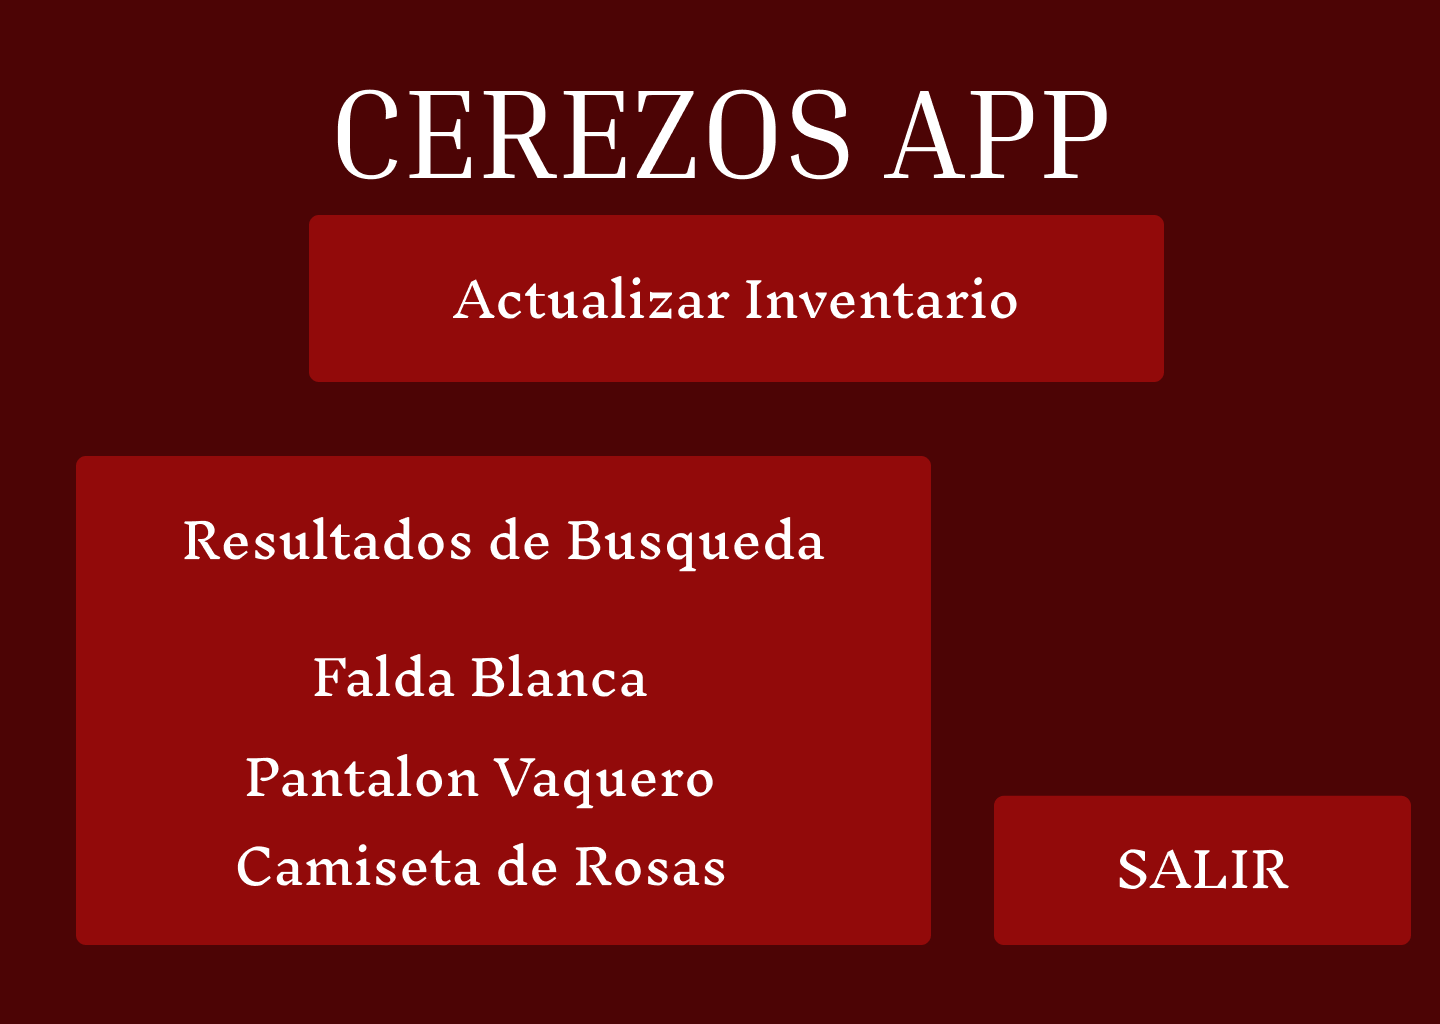 CEREZOS APP
Actualizar Inventario
Resultados de Busqueda
Falda Blanca
Pantalon Vaquero
Camiseta de Rosas
SALIR